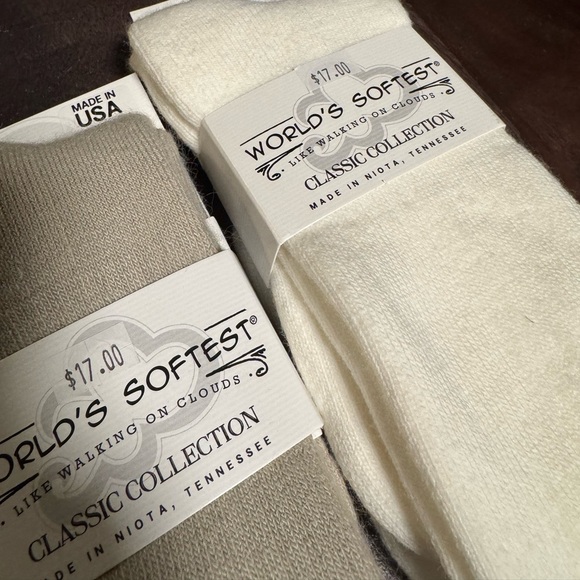 MADE IN
USA
$17.00
WORLD'S SOFTEST®
LIKE WALKING ON CLOUDS
CLASSIC COLLECTION
MADE IN NIOTA, TENNESSEE
$17.00
ORLD'S SOFTEST®
LIKE WALKING ON CLOUDS
CLASSIC COLLECTION
DE IN NIOTA, TENNESSEE